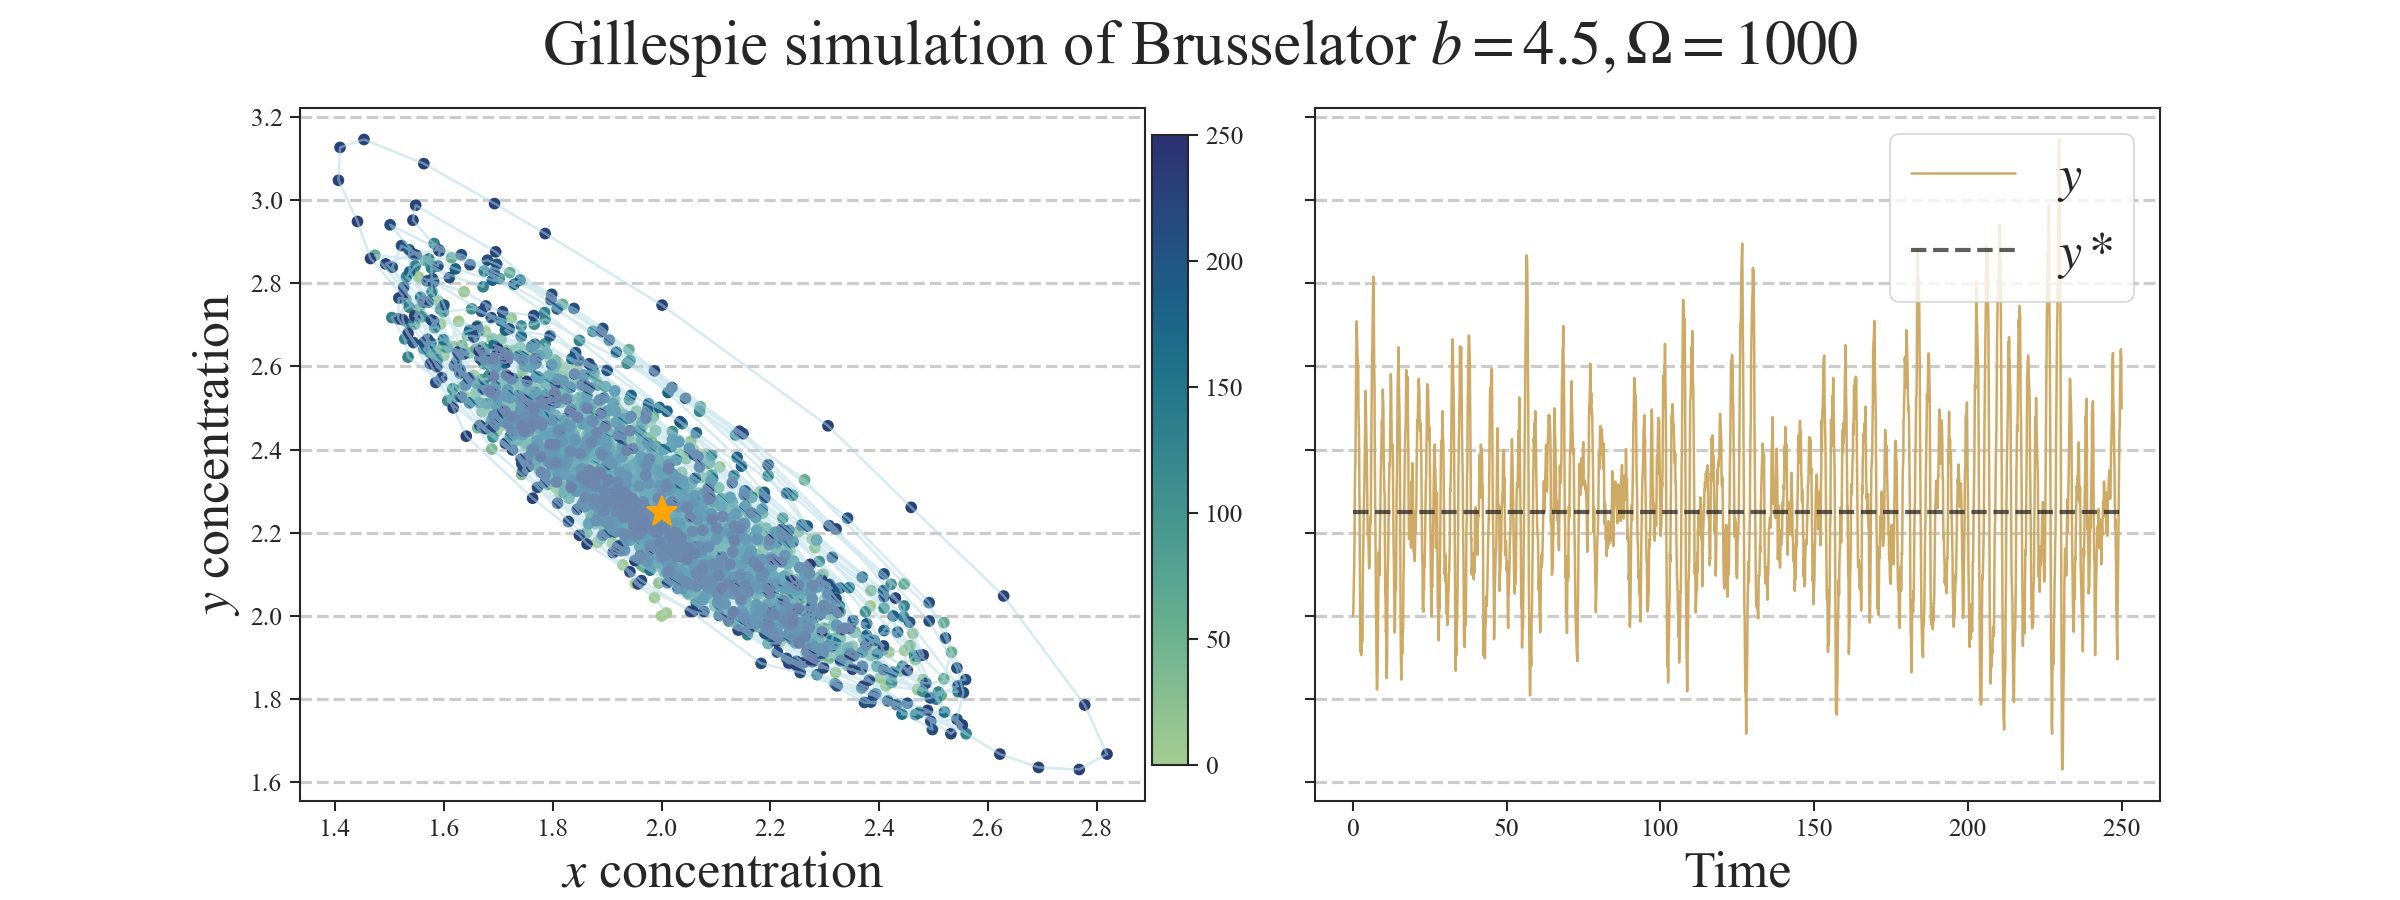 Gillespie simulation of Brusselator b = 4.5, Ω = 1000
y concentration
3.2
3.0
2.8
2.6
2.4
2.2
2.0
1.8
1.6
1.4 1.6 1.8 2.0 2.2 2.4 2.6 2.8
x concentration
250
200
150
100
50
0
y
y*
0 50 100 150 200 250
Time